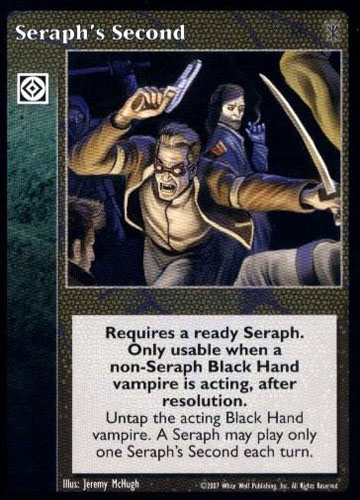 Seraph's Second
Requires a ready Seraph.
Only usable when a
non-Seraph Black Hand
vampire is acting, after
resolution.
Untap the acting Black Hand
vampire. A Seraph may play only
one Seraph's Second each turn.
Illus: Jeremy McHugh
©2007 White Wolf Publishing, Inc. All Rights Reserved.